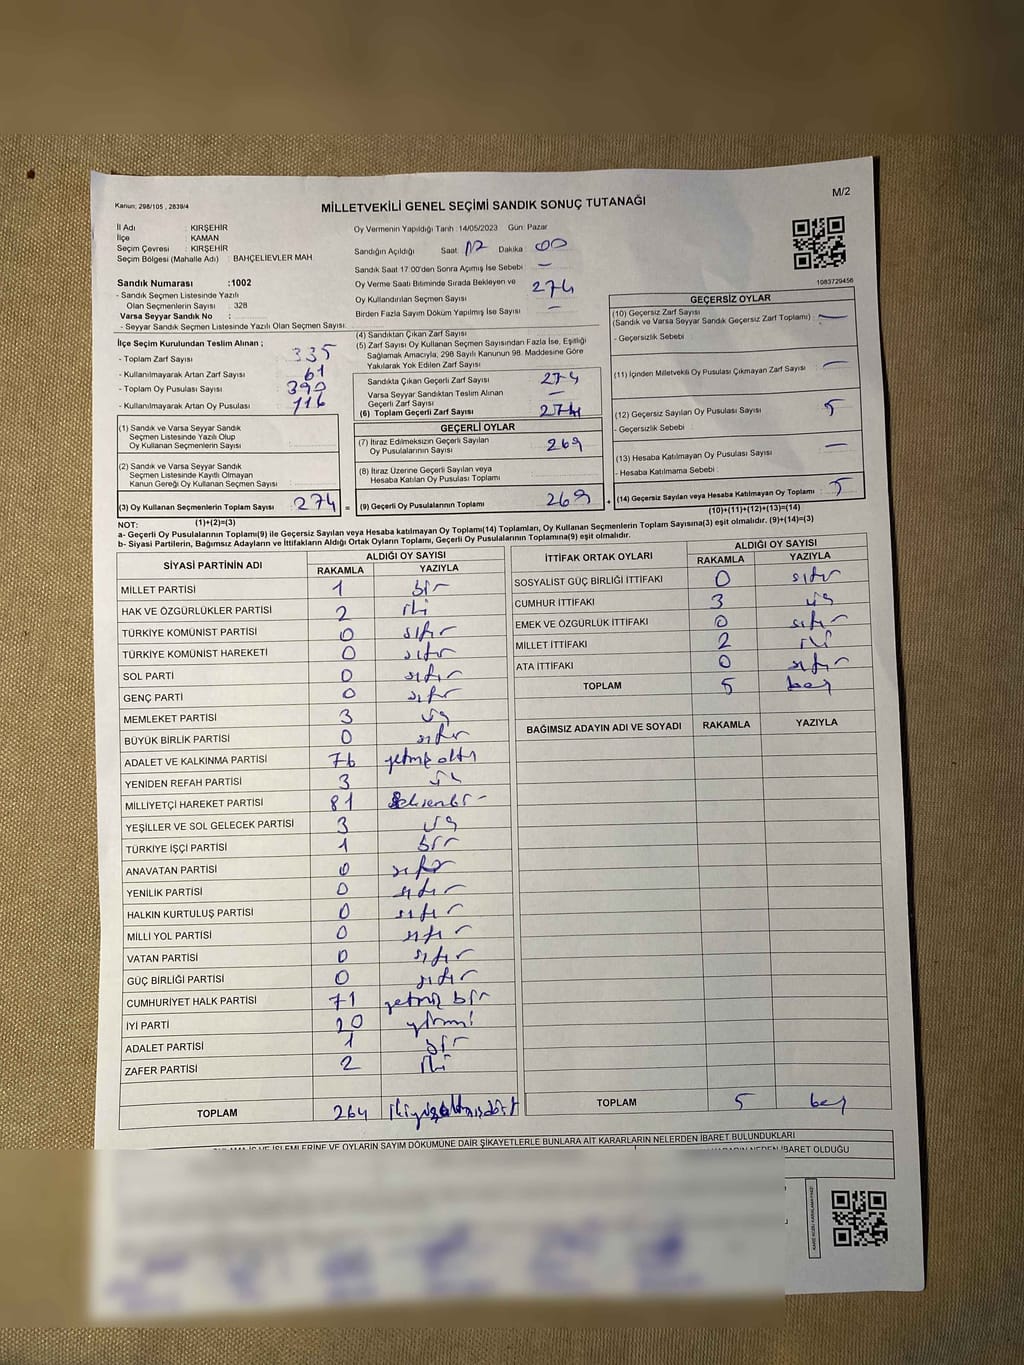 Kanun; 298/105 , 2839/4
MİLLETVEKİLİ GENEL SEÇİMİ SANDIK SONUÇ TUTANAĞI
M/2
İl Adı : KIRŞEHİR
İlçe : KAMAN
Seçim Çevresi : KIRŞEHİR
Seçim Bölgesi (Mahalle Adı) : BAHÇELİEVLER MAH
Sandık Numarası :1002
- Sandık Seçmen Listesinde Yazılı
Olan Seçmenlerin Sayısı : 328
Varsa Seyyar Sandık No :
- Seyyar Sandık Seçmen Listesinde Yazılı Olan Seçmen Sayısı:
Oy Vermenin Yapıldığı Tarih :14/05/2023 Gün: Pazar
Sandığın Açıldığı Saat: 17 Dakika: 00
Sandık Saat 17:00'den Sonra Açımış İse Sebebi : —
Oy Verme Saati Bitiminde Sırada Bekleyen ve
Oy Kullandırılan Seçmen Sayısı 274
Birden Fazla Sayım Döküm Yapılmış İse Sayısı : —
1083729456
İlçe Seçim Kurulundan Teslim Alınan ;
- Toplam Zarf Sayısı : 335
- Kullanılmayarak Artan Zarf Sayısı : 61
- Toplam Oy Pusulası Sayısı : 390
- Kullanılmayarak Artan Oy Pusulası : 116
(1) Sandık ve Varsa Seyyar Sandık
Seçmen Listesinde Yazılı Olup
Oy Kullanan Seçmenlerin Sayısı :
(2) Sandık ve Varsa Seyyar Sandık
Seçmen Listesinde Kayıtlı Olmayan
Kanun Gereği Oy Kullanan Seçmen Sayısı :
(3) Oy Kullanan Seçmenlerin Toplam Sayısı : 274 =
(1)+(2)=(3)
(4) Sandıktan Çıkan Zarf Sayısı :
(5) Zarf Sayısı Oy Kullanan Seçmen Sayısından Fazla İse, Eşitliği
Sağlamak Amacıyla, 298 Sayılı Kanunun 98. Maddesine Göre
Yakılarak Yok Edilen Zarf Sayısı :
Sandıkta Çıkan Geçerli Zarf Sayısı : 274
Varsa Seyyar Sandıktan Teslim Alınan
Geçerli Zarf Sayısı : —
(6) Toplam Geçerli Zarf Sayısı : 274
GEÇERLİ OYLAR
(7) İtiraz Edimeksizin Geçerli Sayılan
Oy Pusulalarının Sayısı : 269
(8) İtiraz Üzerine Geçerli Sayılan veya
Hesaba Katılan Oy Pusulası Toplamı :
(9) Geçerli Oy Pusulalarının Toplamı : 269 +
GEÇERSİZ OYLAR
(10) Geçersiz Zarf Sayısı
(Sandık ve Varsa Seyyar Sandık Geçersiz Zarf Toplamı) : —
- Geçersizlik Sebebi :
(11) İçinden Milletvekili Oy Pusulası Çıkmayan Zarf Sayısı : —
(12) Geçersiz Sayılan Oy Pusulası Sayısı : 5
- Geçersizlik Sebebi :
(13) Hesaba Katılmayan Oy Pusulası Sayısı : —
- Hesaba Katılmama Sebebi :
(14) Geçersiz Sayılan veya Hesaba Katılmayan Oy Toplamı : 5
(10)+(11)+(12)+(13)=(14)
NOT:
a- Geçerli Oy Pusulalarının Toplamı(9) ile Geçersiz Sayılan veya Hesaba katılmayan Oy Toplamı(14) Toplamları, Oy Kullanan Seçmenlerin Toplam Sayısına(3) eşit olmalıdır. (9)+(14)=(3)
b- Siyasi Partilerin, Bağımsız Adayların ve İttifakların Aldığı Ortak Oyların Toplamı, Geçerli Oy Pusulalarının Toplamına(9) eşit olmalıdır.
SİYASİ PARTİNİN ADI ALDIĞI OY SAYISI
RAKAMLA YAZIYLA
MİLLET PARTİSİ 1 bir
HAK VE ÖZGÜRLÜKLER PARTİSİ 2 iki
TÜRKİYE KOMÜNİST PARTİSİ 0 sıfır
TÜRKİYE KOMÜNİST HAREKETİ 0 sıfır
SOL PARTİ 0 sıfır
GENÇ PARTİ 0 sıfır
MEMLEKET PARTİSİ 3 üç
BÜYÜK BİRLİK PARTİSİ 0 sıfır
ADALET VE KALKINMA PARTİSİ 76 yetmiş altı
YENİDEN REFAH PARTİSİ 3 üç
MİLLİYETÇİ HAREKET PARTİSİ 81 seksenbir
YEŞİLLER VE SOL GELECEK PARTİSİ 3 üç
TÜRKİYE İŞÇİ PARTİSİ 1 bir
ANAVATAN PARTİSİ 0 sıfır
YENİLİK PARTİSİ 0 sıfır
HALKIN KURTULUŞ PARTİSİ 0 sıfır
MİLLİ YOL PARTİSİ 0 sıfır
VATAN PARTİSİ 0 sıfır
GÜÇ BİRLİĞİ PARTİSİ 0 sıfır
CUMHURİYET HALK PARTİSİ 71 yetmiş bir
İYİ PARTİ 20 yirmi
ADALET PARTİSİ 1 bir
ZAFER PARTİSİ 2 iki
TOPLAM 264 ikiyüzaltmışdört
İTTİFAK ORTAK OYLARI ALDIĞI OY SAYISI
RAKAMLA YAZIYLA
SOSYALİST GÜÇ BİRLİĞİ İTTİFAKI 0 sıfır
CUMHUR İTTİFAKI 3 üç
EMEK VE ÖZGÜRLÜK İTTİFAKI 0 sıfır
MİLLET İTTİFAKI 2 iki
ATA İTTİFAKI 0 sıfır
TOPLAM 5 beş
BAĞIMSIZ ADAYIN ADI VE SOYADI RAKAMLA YAZIYLA
TOPLAM 5 beş
İŞLEMLERİNE VE OYLARIN SAYIM DÖKÜMÜNE DAİR ŞİKAYETLERLE BUNLARA AİT KARARLARIN NELERDEN İBARET BULUNDUKLARI
NEDEN İBARET OLDUĞU